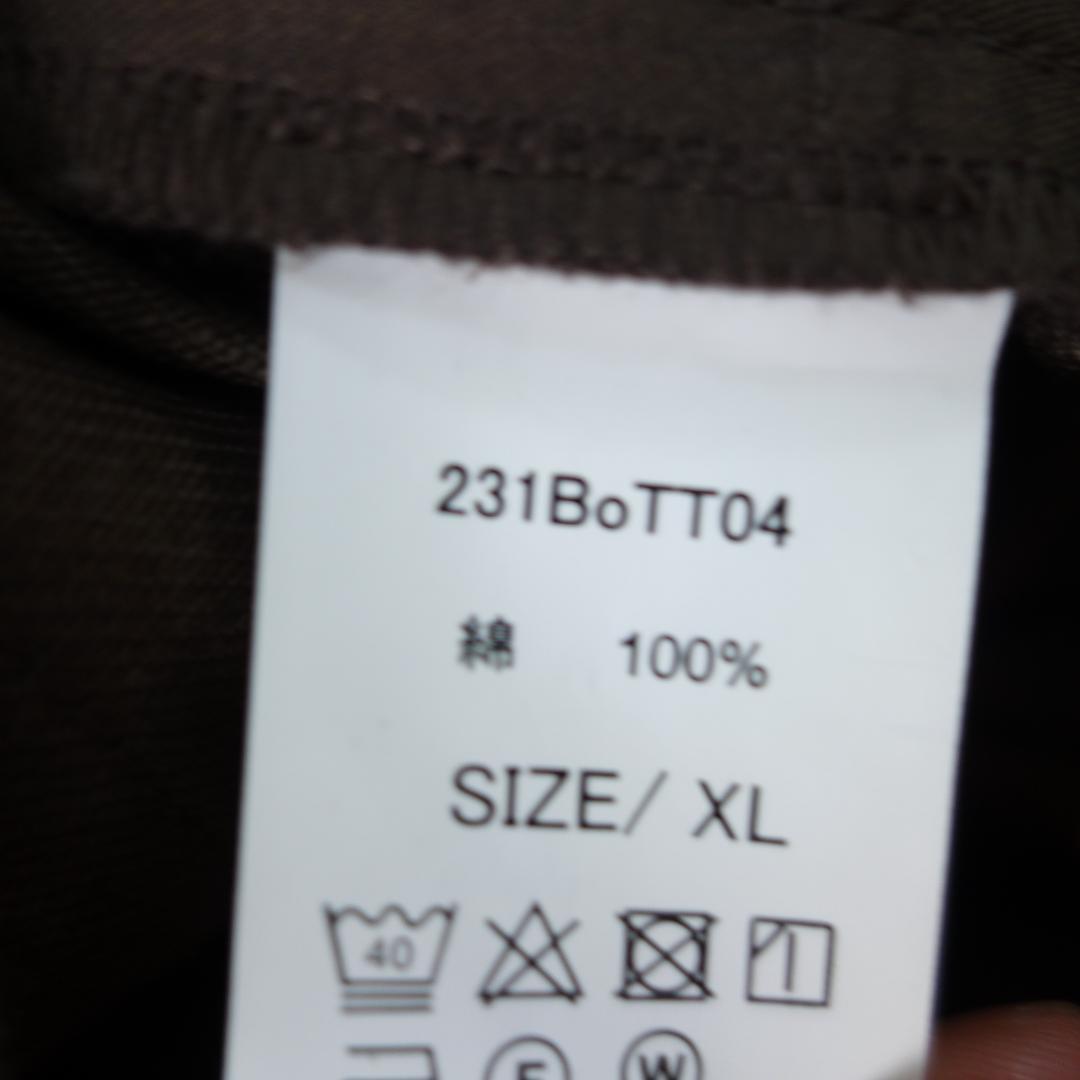 231BoTT04
綿 100%
SIZE/ XL
40
F
W